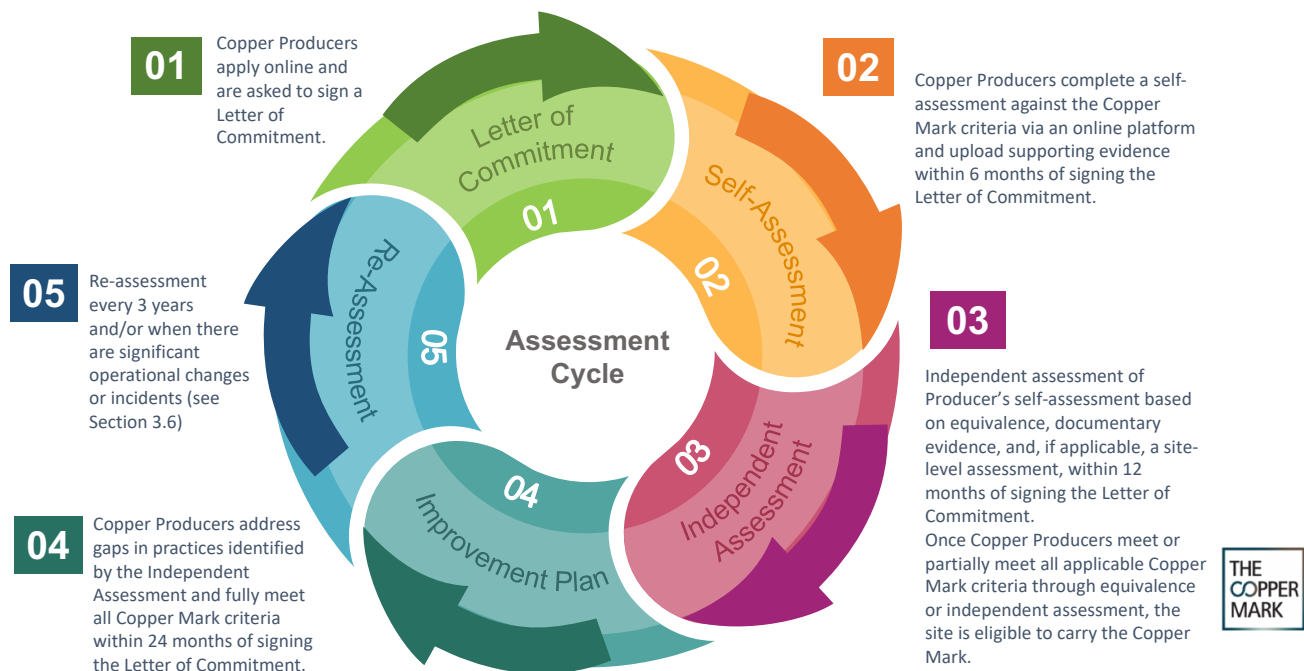 01
Copper Producers
apply online and
are asked to sign a
Letter of
Commitment.
Letter of
Commitment
01
02
Copper Producers complete a self-
assessment against the Copper
Mark criteria via an online platform
and upload supporting evidence
within 6 months of signing the
Letter of Commitment.
Self-Assessment
02
03
Independent assessment of
Producer’s self-assessment based
on equivalence, documentary
evidence, and, if applicable, a site-
level assessment, within 12
months of signing the Letter of
Commitment.
Once Copper Producers meet or
partially meet all applicable Copper
Mark criteria through equivalence
or independent assessment, the
site is eligible to carry the Copper
Mark.
Independent
Assessment
03
04
Copper Producers address
gaps in practices identified
by the Independent
Assessment and fully meet
all Copper Mark criteria
within 24 months of signing
the Letter of Commitment.
Improvement Plan
04
05
Re-assessment
every 3 years
and/or when there
are significant
operational changes
or incidents (see
Section 3.6)
Re-Assessment
05
Assessment
Cycle
THE
COPPER
MARK